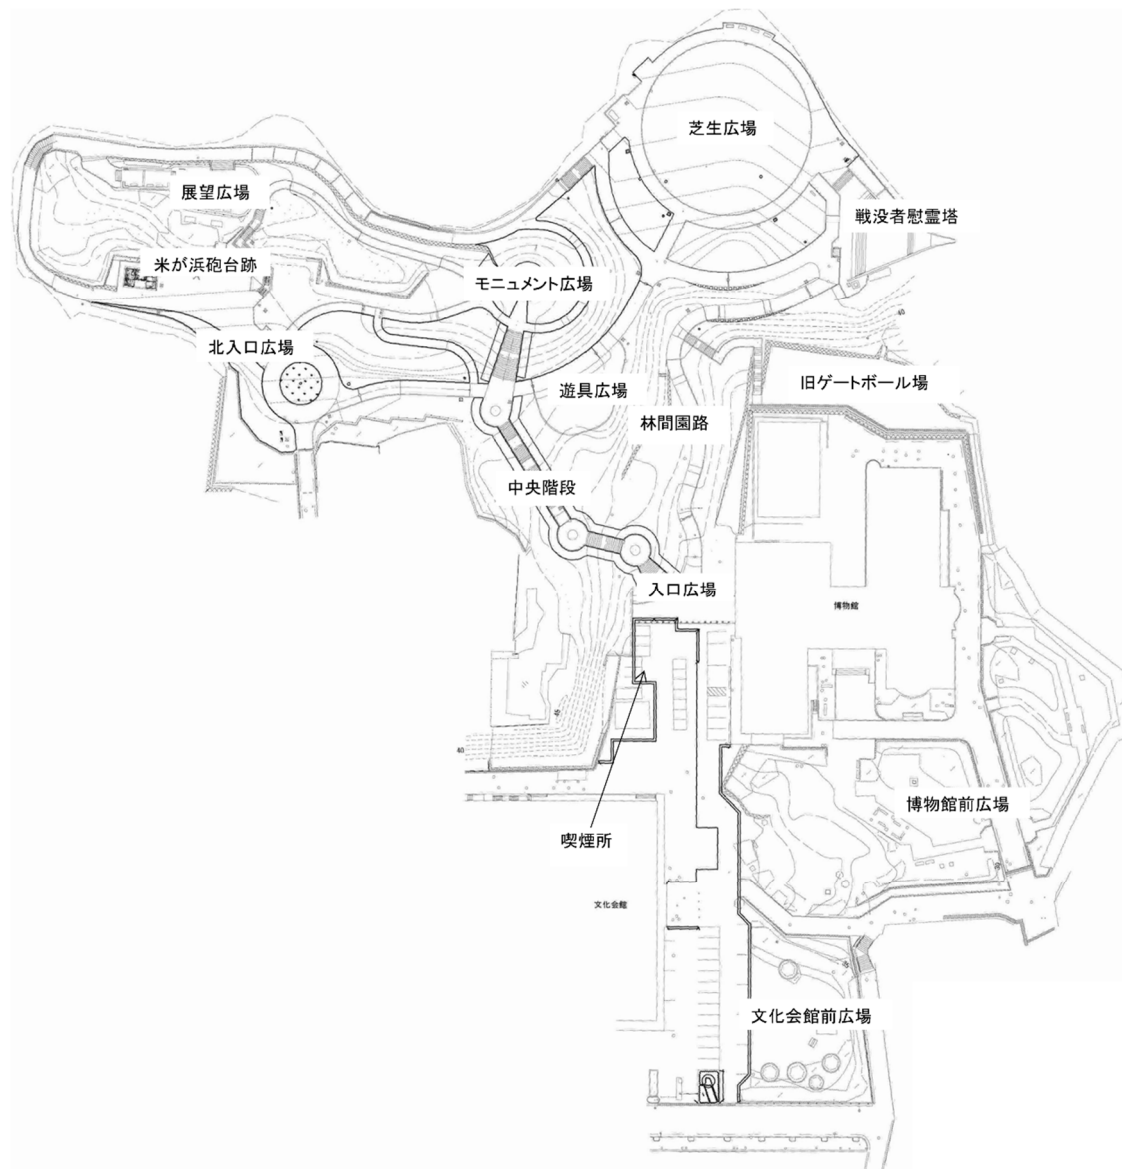 芝生広場
展望広場
戦没者慰霊塔
米が浜砲台跡
モニュメント広場
北入口広場
遊具広場
旧ゲートボール場
林間園路
中央階段
入口広場
博物館
博物館前広場
喫煙所
文化会館
文化会館前広場
40
45
40